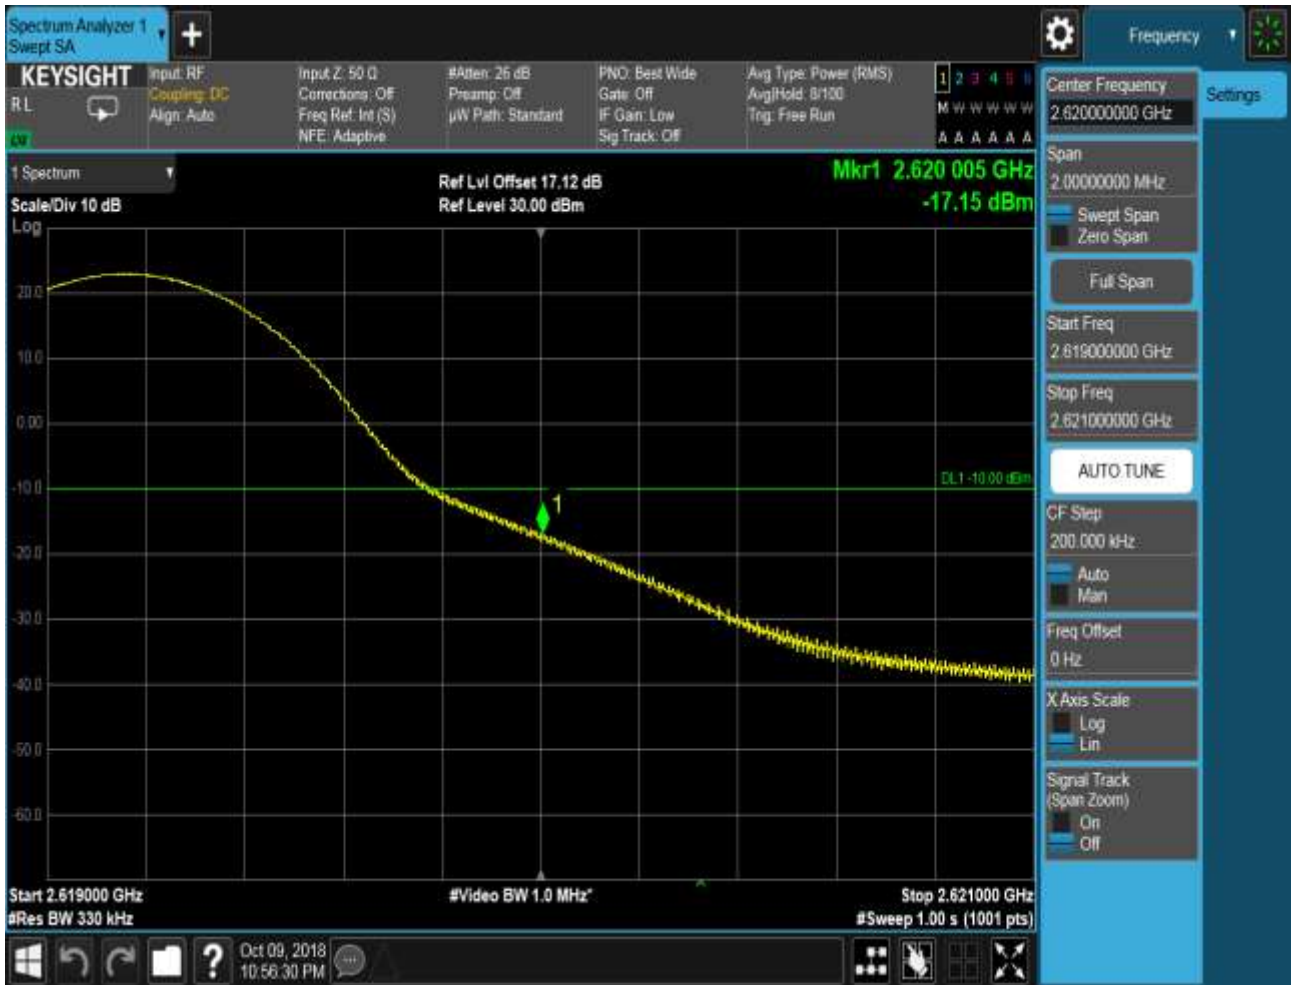 Spectrum Analyzer 1
Swept SA
Frequency
KEYSIGHT
RL
Input: RF
Coupling: DC
Align: Auto
Input Z: 50 Ω
Corrections: Off
Freq Ref: Int (S)
NFE: Adaptive
#Atten: 26 dB
Preamp: Off
µW Path: Standard
PNO: Best Wide
Gate: Off
IF Gain: Low
Sig Track: Off
Avg Type: Power (RMS)
Avg|Hold: 8/100
Trig: Free Run
1 2 3 4 5 6
M W W W W W
A A A A A A
1 Spectrum
Scale/Div 10 dB
Log
Ref Lvl Offset 17.12 dB
Ref Level 30.00 dBm
Mkr1 2.620 005 GHz
-17.15 dBm
20.0
10.0
0.00
-10.0
-20.0
-30.0
-40.0
-50.0
-60.0
DL1 -10.00 dBm
1
Start 2.619000 GHz
#Res BW 330 kHz
#Video BW 1.0 MHz*
Stop 2.621000 GHz
#Sweep 1.00 s (1001 pts)
Center Frequency
2.620000000 GHz
Settings
Span
2.00000000 MHz
Swept Span
Zero Span
Full Span
Start Freq
2.619000000 GHz
Stop Freq
2.621000000 GHz
AUTO TUNE
CF Step
200.000 kHz
Auto
Man
Freq Offset
0 Hz
X Axis Scale
Log
Lin
Signal Track
(Span Zoom)
On
Off
?
Oct 09, 2018
10:56:30 PM